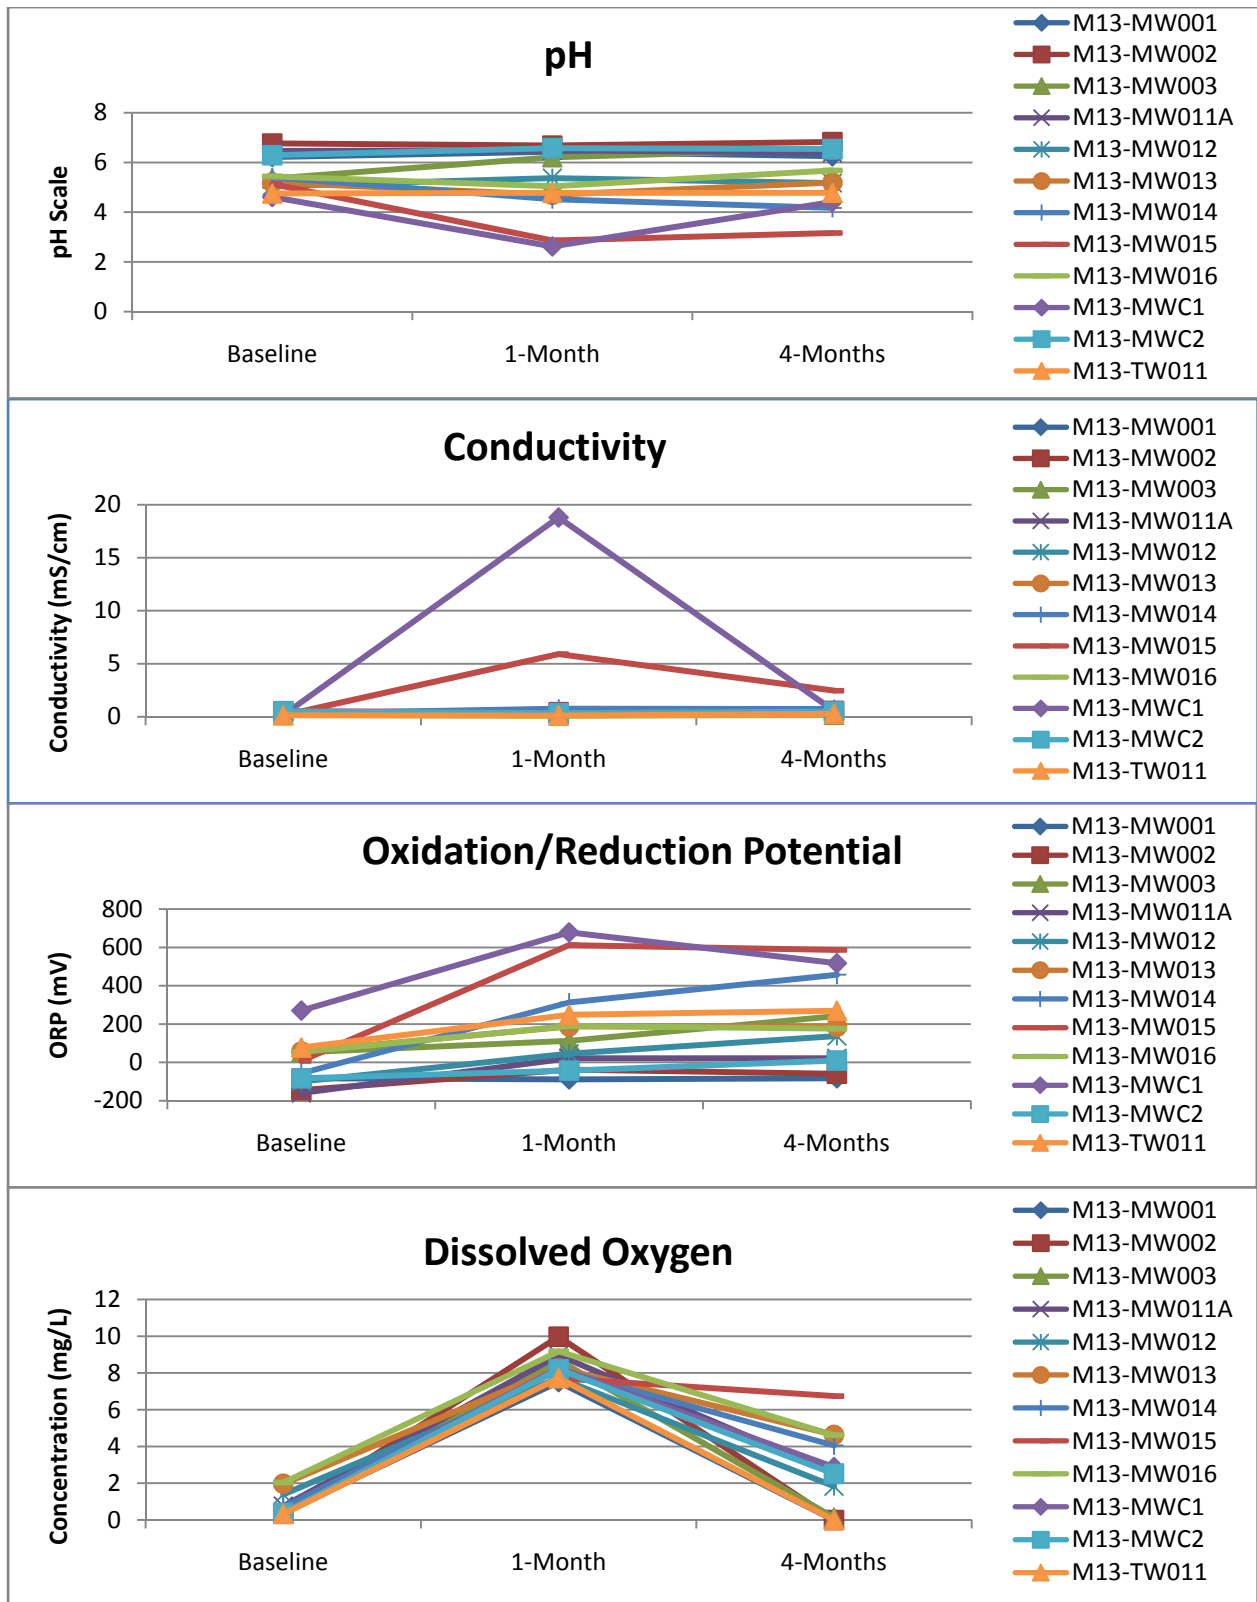 pH
pH Scale
8
6
4
2
0
Baseline
1-Month
4-Months
M13-MW001
M13-MW002
M13-MW003
M13-MW011A
M13-MW012
M13-MW013
M13-MW014
M13-MW015
M13-MW016
M13-MWC1
M13-MWC2
M13-TW011
Conductivity
Conductivity (mS/cm)
20
15
10
5
0
Baseline
1-Month
4-Months
M13-MW001
M13-MW002
M13-MW003
M13-MW011A
M13-MW012
M13-MW013
M13-MW014
M13-MW015
M13-MW016
M13-MWC1
M13-MWC2
M13-TW011
Oxidation/Reduction Potential
ORP (mV)
800
600
400
200
0
-200
Baseline
1-Month
4-Months
M13-MW001
M13-MW002
M13-MW003
M13-MW011A
M13-MW012
M13-MW013
M13-MW014
M13-MW015
M13-MW016
M13-MWC1
M13-MWC2
M13-TW011
Dissolved Oxygen
Concentration (mg/L)
12
10
8
6
4
2
0
Baseline
1-Month
4-Months
M13-MW001
M13-MW002
M13-MW003
M13-MW011A
M13-MW012
M13-MW013
M13-MW014
M13-MW015
M13-MW016
M13-MWC1
M13-MWC2
M13-TW011